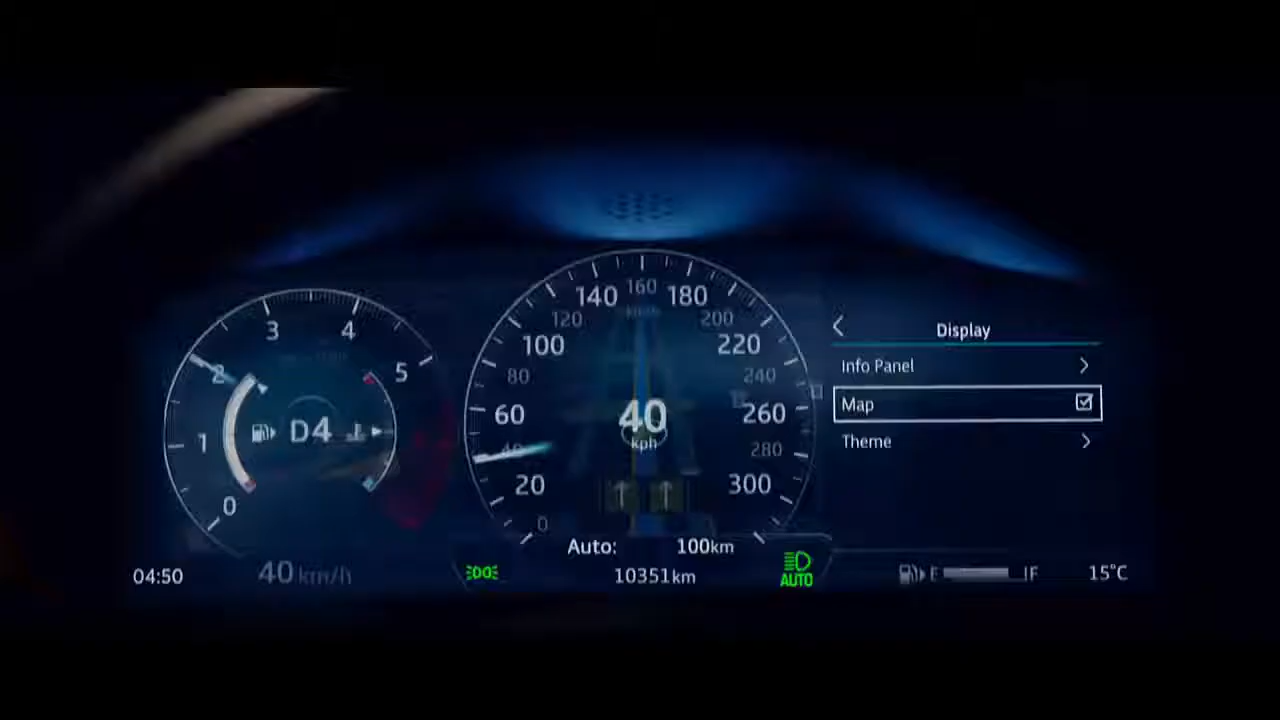 140 160 180
120 200
100 220
80 240
60 260
40
kph
40 280
20 300
0
3 4
2 5
1
D4
0
Display
Info Panel
Map
Theme
Auto: 100km
04:50
40 km/h
10351km
AUTO
E F
15°C